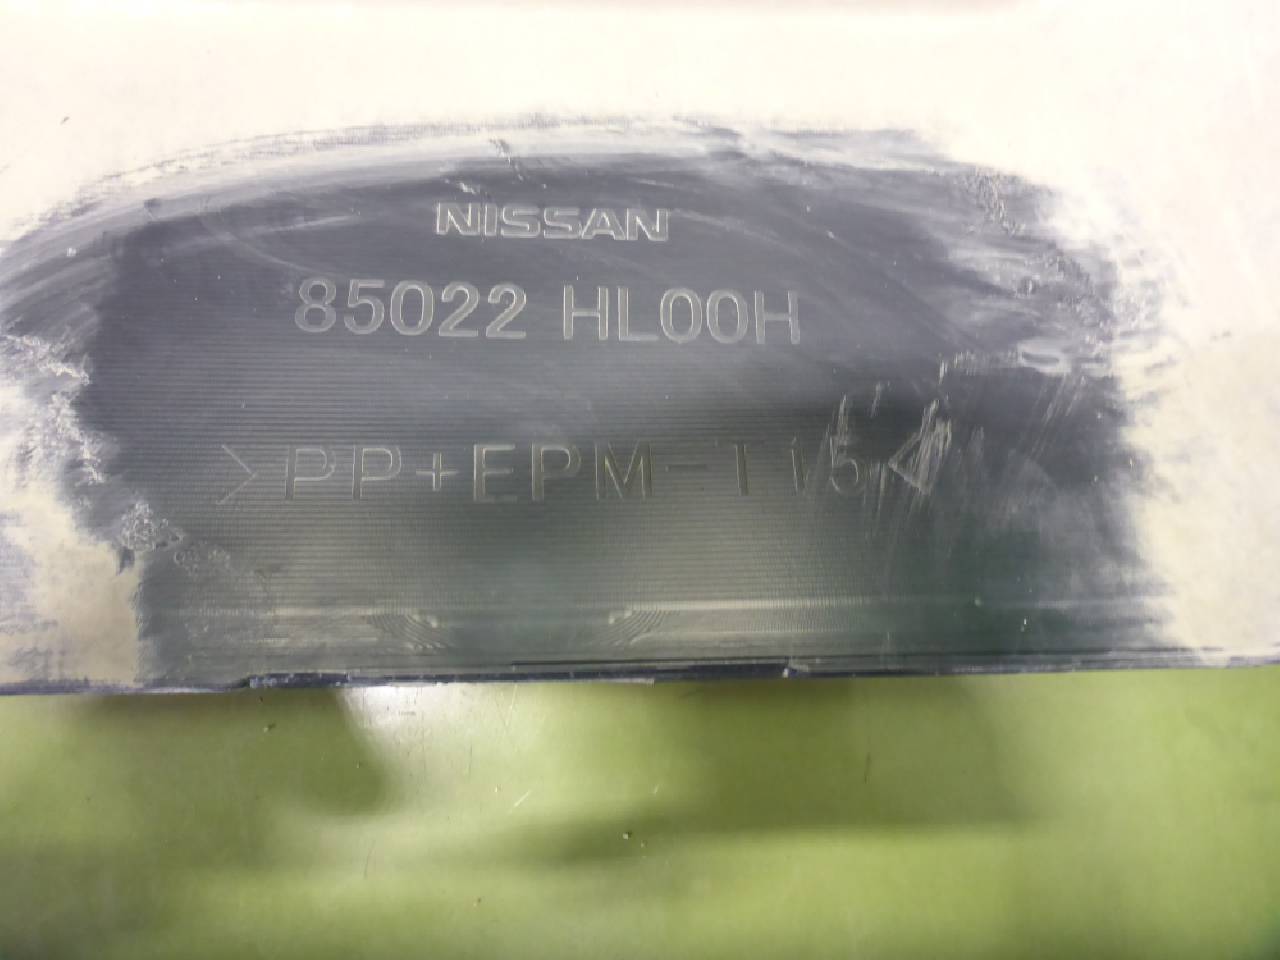 NISSAN
85022 HL00H
>PP+EPM-T15<